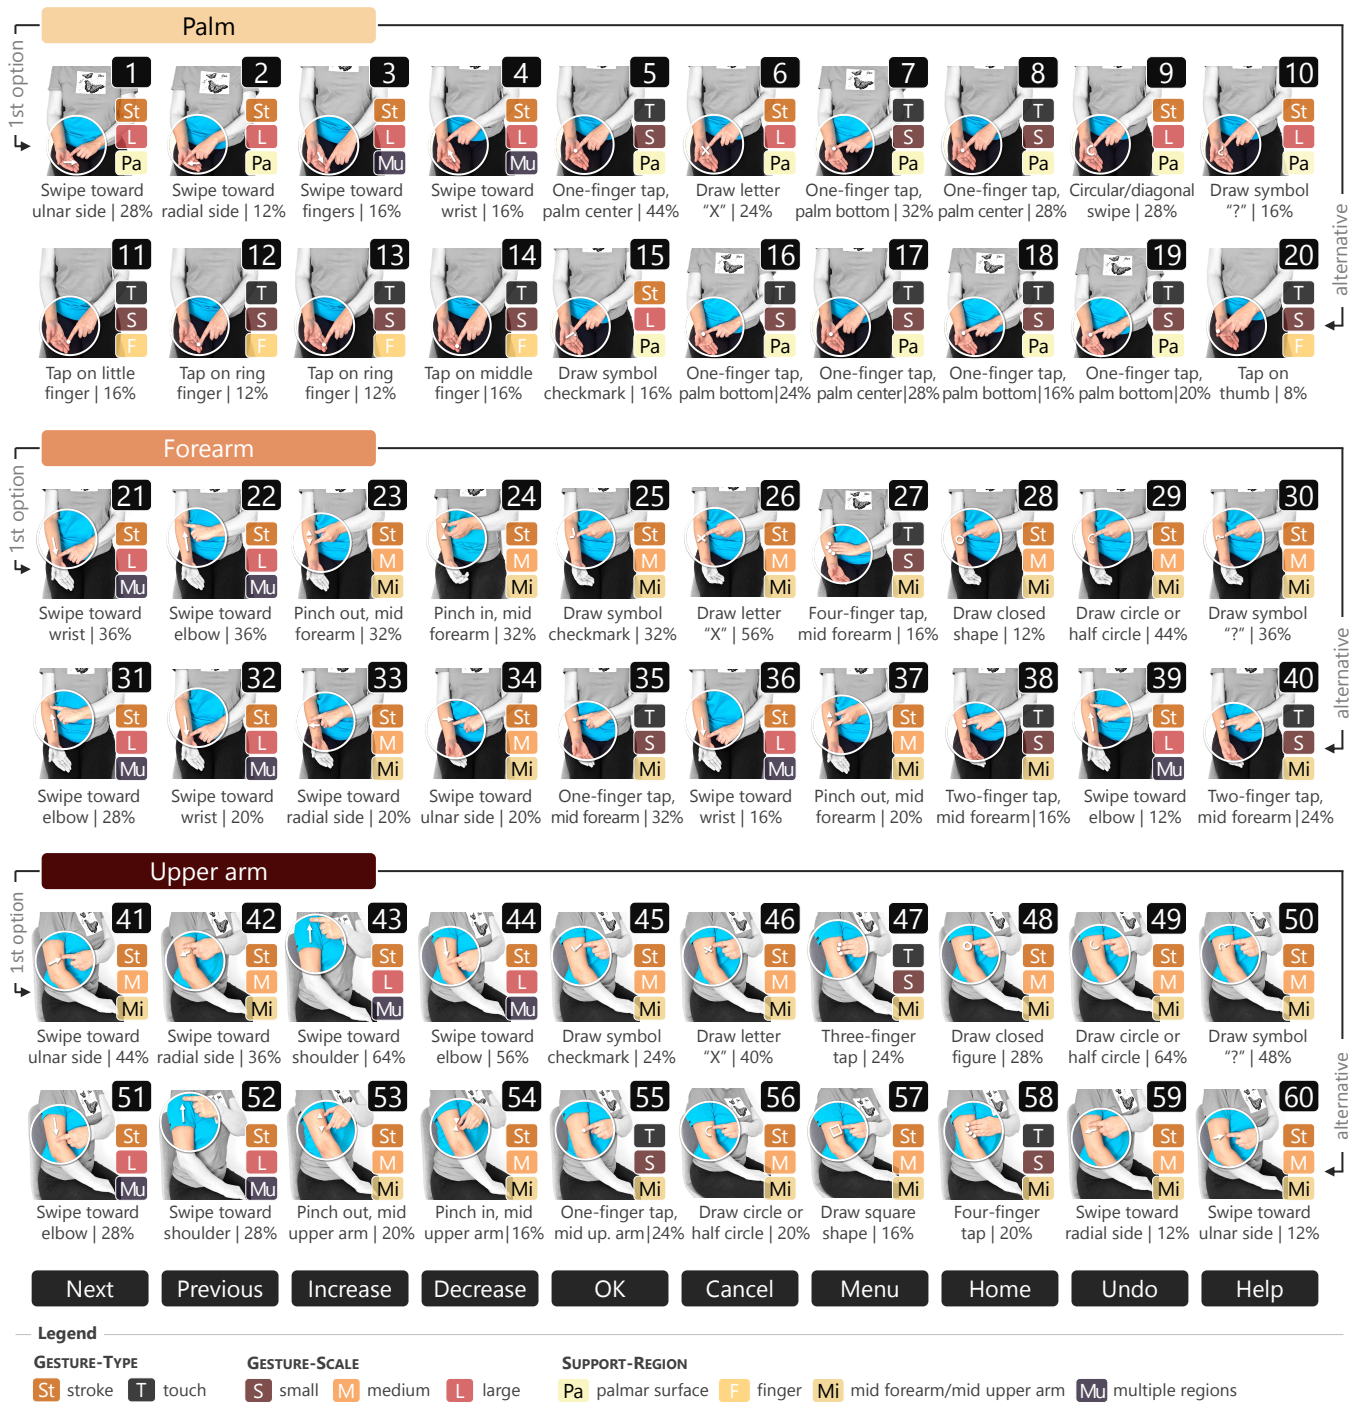 Palm
1st option
alternative
1 2 3 4 5 6 7 8 9 10
St St St St T St T T St St
L L L L S L S S L L
Pa Pa Mu Mu Pa Pa Pa Pa Pa Pa
Swipe toward ulnar side | 28%
Swipe toward radial side | 12%
Swipe toward fingers | 16%
Swipe toward wrist | 16%
One-finger tap, palm center | 44%
Draw letter “X” | 24%
One-finger tap, palm bottom | 32%
One-finger tap, palm center | 28%
Circular/diagonal swipe | 28%
Draw symbol “?” | 16%
11 12 13 14 15 16 17 18 19 20
T T T T St T T T T T
S S S S L S S S S S
F F F F Pa Pa Pa Pa Pa F
Tap on little finger | 16%
Tap on ring finger | 12%
Tap on ring finger | 12%
Tap on middle finger |16%
Draw symbol checkmark | 16%
One-finger tap, palm bottom|24%
One-finger tap, palm center|28%
One-finger tap, palm bottom|16%
One-finger tap, palm bottom|20%
Tap on thumb | 8%
Forearm
1st option
alternative
21 22 23 24 25 26 27 28 29 30
St St St St St St T St St St
L L M M M M S M M M
Mu Mu Mi Mi Mi Mi Mi Mi Mi Mi
Swipe toward wrist | 36%
Swipe toward elbow | 36%
Pinch out, mid forearm | 32%
Pinch in, mid forearm | 32%
Draw symbol checkmark | 32%
Draw letter “X” | 56%
Four-finger tap, mid forearm | 16%
Draw closed shape | 12%
Draw circle or half circle | 44%
Draw symbol “?” | 36%
31 32 33 34 35 36 37 38 39 40
St St St St T St St T St T
L L M M S L M S L S
Mu Mu Mi Mi Mi Mu Mi Mi Mu Mi
Swipe toward elbow | 28%
Swipe toward wrist | 20%
Swipe toward radial side | 20%
Swipe toward ulnar side | 20%
One-finger tap, mid forearm | 32%
Swipe toward wrist | 16%
Pinch out, mid forearm | 20%
Two-finger tap, mid forearm|16%
Swipe toward elbow | 12%
Two-finger tap, mid forearm|24%
Upper arm
1st option
alternative
41 42 43 44 45 46 47 48 49 50
St St St St St St T St St St
M M L L M M S M M M
Mi Mi Mu Mu Mi Mi Mi Mi Mi Mi
Swipe toward ulnar side | 44%
Swipe toward radial side | 36%
Swipe toward shoulder | 64%
Swipe toward elbow | 56%
Draw symbol checkmark | 24%
Draw letter “X” | 40%
Three-finger tap | 24%
Draw closed figure | 28%
Draw circle or half circle | 64%
Draw symbol “?” | 48%
51 52 53 54 55 56 57 58 59 60
St St St St T St St T St St
L L M M S M M S M M
Mu Mu Mi Mi Mi Mi Mi Mi Mi Mi
Swipe toward elbow | 28%
Swipe toward shoulder | 28%
Pinch out, mid upper arm | 20%
Pinch in, mid upper arm|16%
One-finger tap, mid up. arm|24%
Draw circle or half circle | 20%
Draw square shape | 16%
Four-finger tap | 20%
Swipe toward radial side | 12%
Swipe toward ulnar side | 12%
Next Previous Increase Decrease OK Cancel Menu Home Undo Help
Legend
GESTURE-TYPE GESTURE-SCALE SUPPORT-REGION
St stroke T touch S small M medium L large Pa palmar surface F finger Mi mid forearm/mid upper arm Mu multiple regions